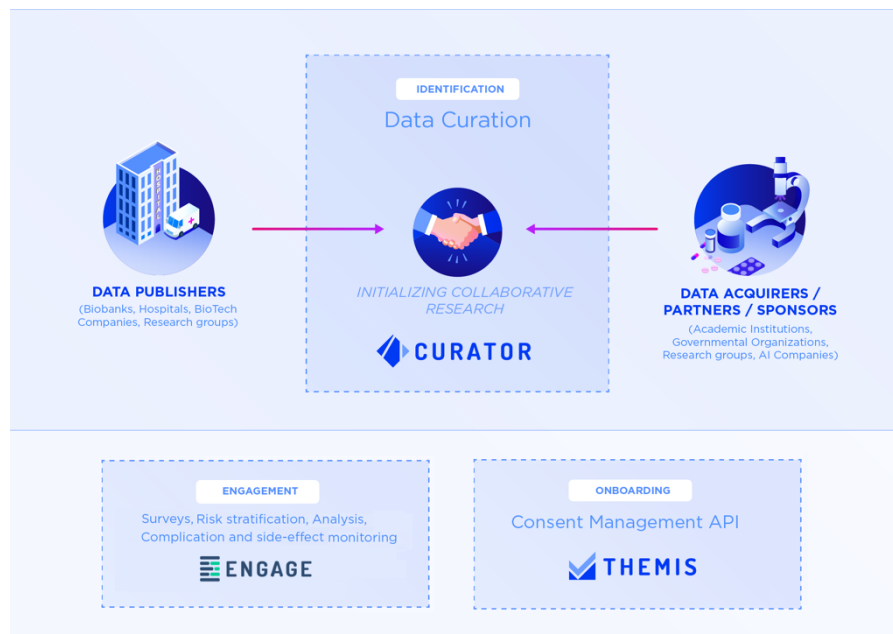 IDENTIFICATION
Data Curation
HOSPITAL
INITIALIZING COLLABORATIVE
RESEARCH
CURATOR
DATA PUBLISHERS
(Biobanks, Hospitals, BioTech
Companies, Research groups)
DATA ACQUIRERS /
PARTNERS / SPONSORS
(Academic Institutions,
Governmental Organizations,
Research groups, AI Companies)
ENGAGEMENT
Surveys, Risk stratification, Analysis,
Complication and side-effect monitoring
ENGAGE
ONBOARDING
Consent Management API
THEMIS